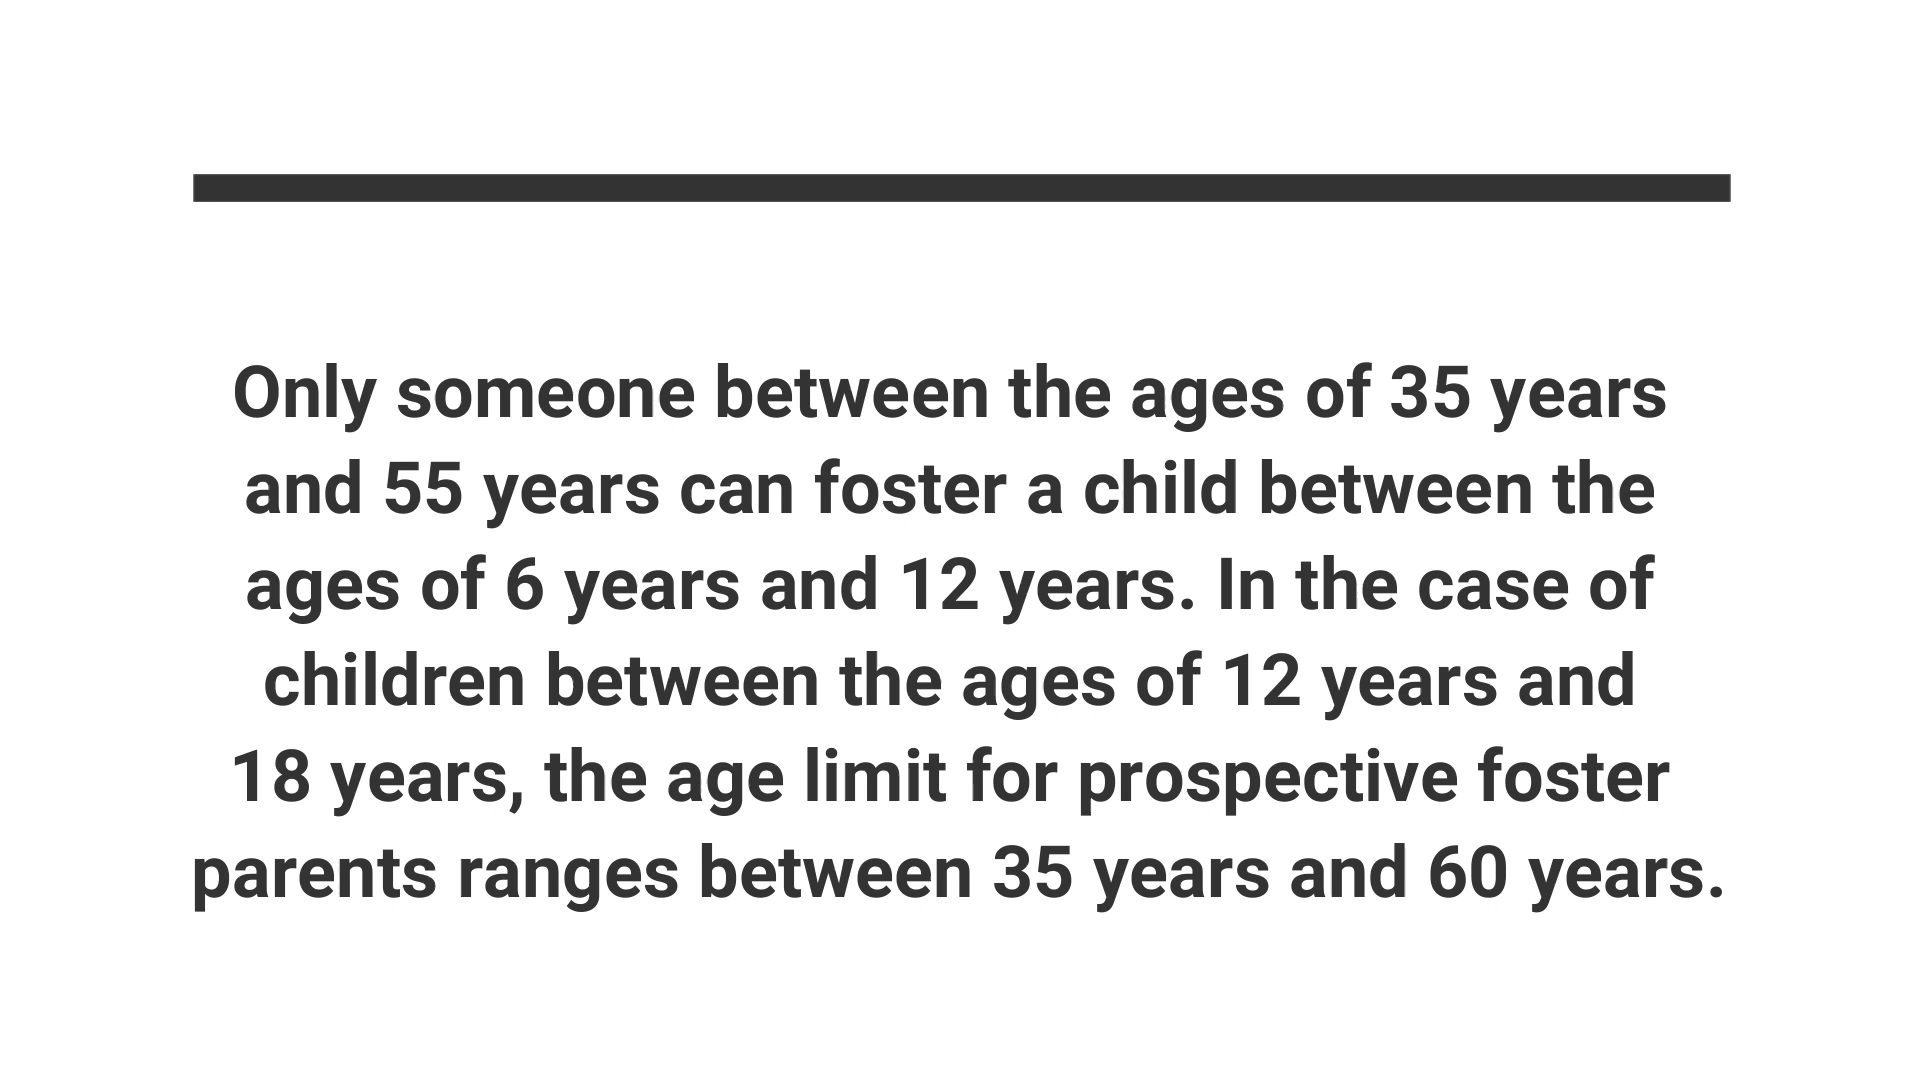 Only someone between the ages of 35 years
and 55 years can foster a child between the
ages of 6 years and 12 years. In the case of
children between the ages of 12 years and
18 years, the age limit for prospective foster
parents ranges between 35 years and 60 years.